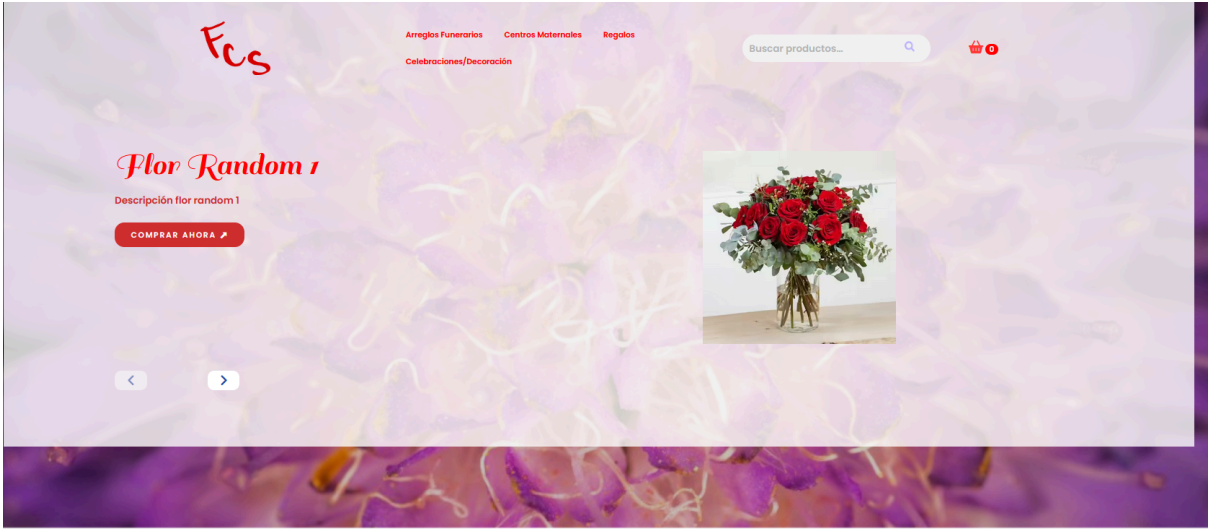 Fcs
Arreglos Funerarios Centros Maternales Regalos
Celebraciones/Decoración
Buscar productos...
0
Flor Random 1
Descripción flor random 1
COMPRAR AHORA